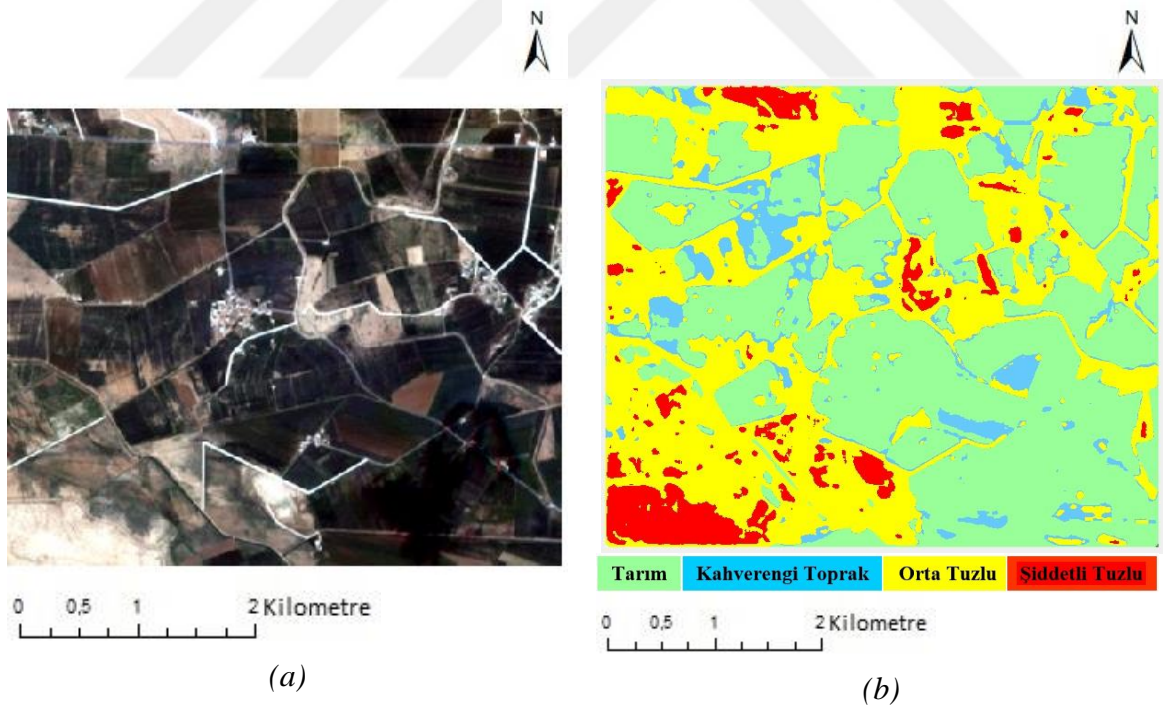 N
N
Tarım Kahverengi Toprak Orta Tuzlu Şiddetli Tuzlu
0 0,5 1 2 Kilometre
0 0,5 1 2 Kilometre
(a)
(b)